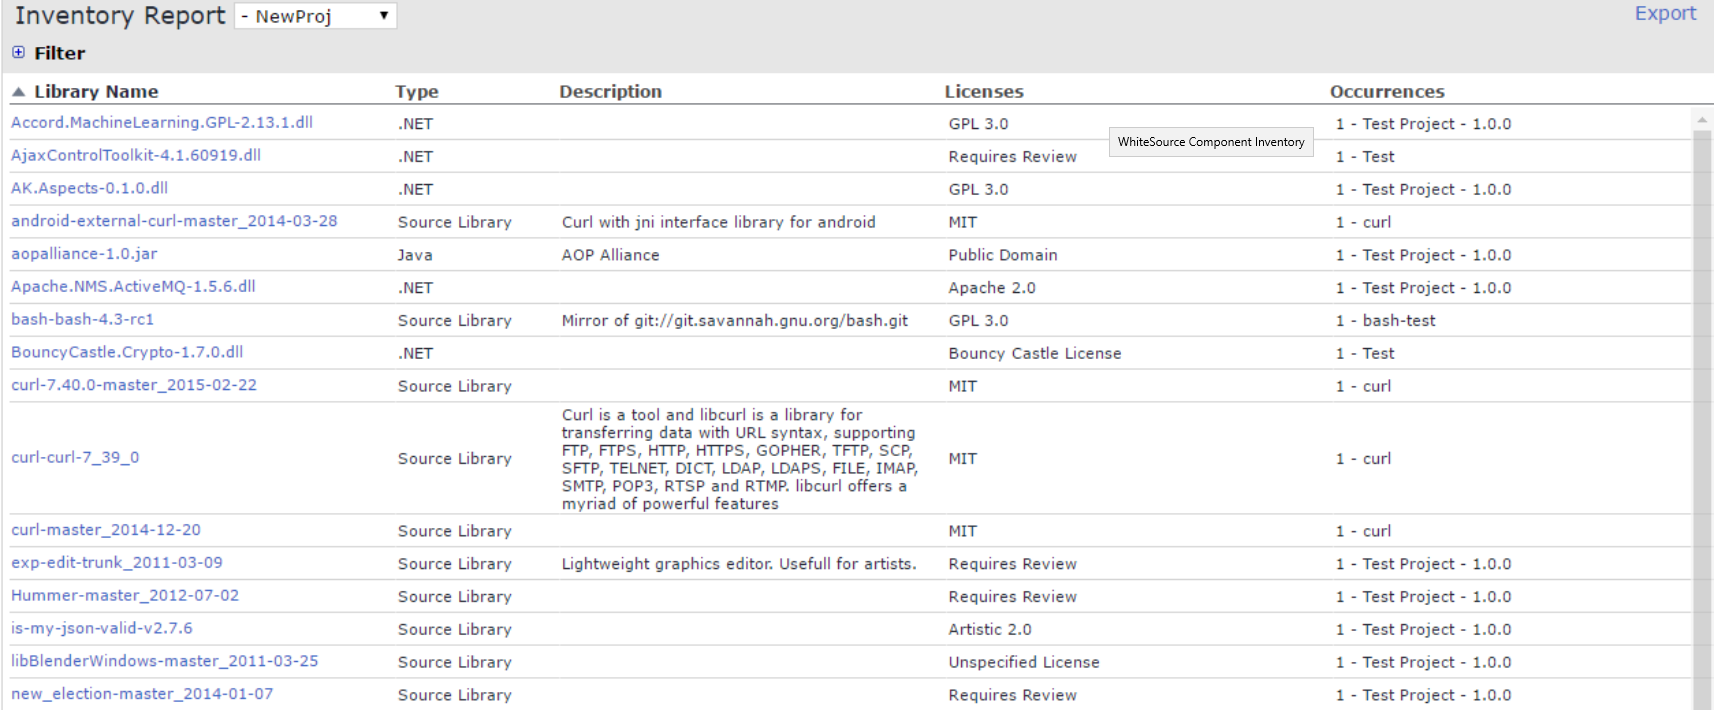 Inventory Report - NewProj Export
Filter
Library Name Type Description Licenses Occurrences
Accord.MachineLearning.GPL-2.13.1.dll .NET GPL 3.0 1 - Test Project - 1.0.0
WhiteSource Component Inventory
AjaxControlToolkit-4.1.60919.dll .NET Requires Review 1 - Test
AK.Aspects-0.1.0.dll .NET GPL 3.0 1 - Test Project - 1.0.0
android-external-curl-master_2014-03-28 Source Library Curl with jni interface library for android MIT 1 - curl
aopalliance-1.0.jar Java AOP Alliance Public Domain 1 - Test Project - 1.0.0
Apache.NMS.ActiveMQ-1.5.6.dll .NET Apache 2.0 1 - Test Project - 1.0.0
bash-bash-4.3-rc1 Source Library Mirror of git://git.savannah.gnu.org/bash.git GPL 3.0 1 - bash-test
BouncyCastle.Crypto-1.7.0.dll .NET Bouncy Castle License 1 - Test
curl-7.40.0-master_2015-02-22 Source Library MIT 1 - curl
Curl is a tool and libcurl is a library for
transferring data with URL syntax, supporting
FTP, FTPS, HTTP, HTTPS, GOPHER, TFTP, SCP,
curl-curl-7_39_0 Source Library MIT 1 - curl
SFTP, TELNET, DICT, LDAP, LDAPS, FILE, IMAP,
SMTP, POP3, RTSP and RTMP. libcurl offers a
myriad of powerful features
curl-master_2014-12-20 Source Library MIT 1 - curl
exp-edit-trunk_2011-03-09 Source Library Lightweight graphics editor. Usefull for artists. Requires Review 1 - Test Project - 1.0.0
Hummer-master_2012-07-02 Source Library Requires Review 1 - Test Project - 1.0.0
is-my-json-valid-v2.7.6 Source Library Artistic 2.0 1 - Test Project - 1.0.0
libBlenderWindows-master_2011-03-25 Source Library Unspecified License 1 - Test Project - 1.0.0
new_election-master_2014-01-07 Source Library Requires Review 1 - Test Project - 1.0.0